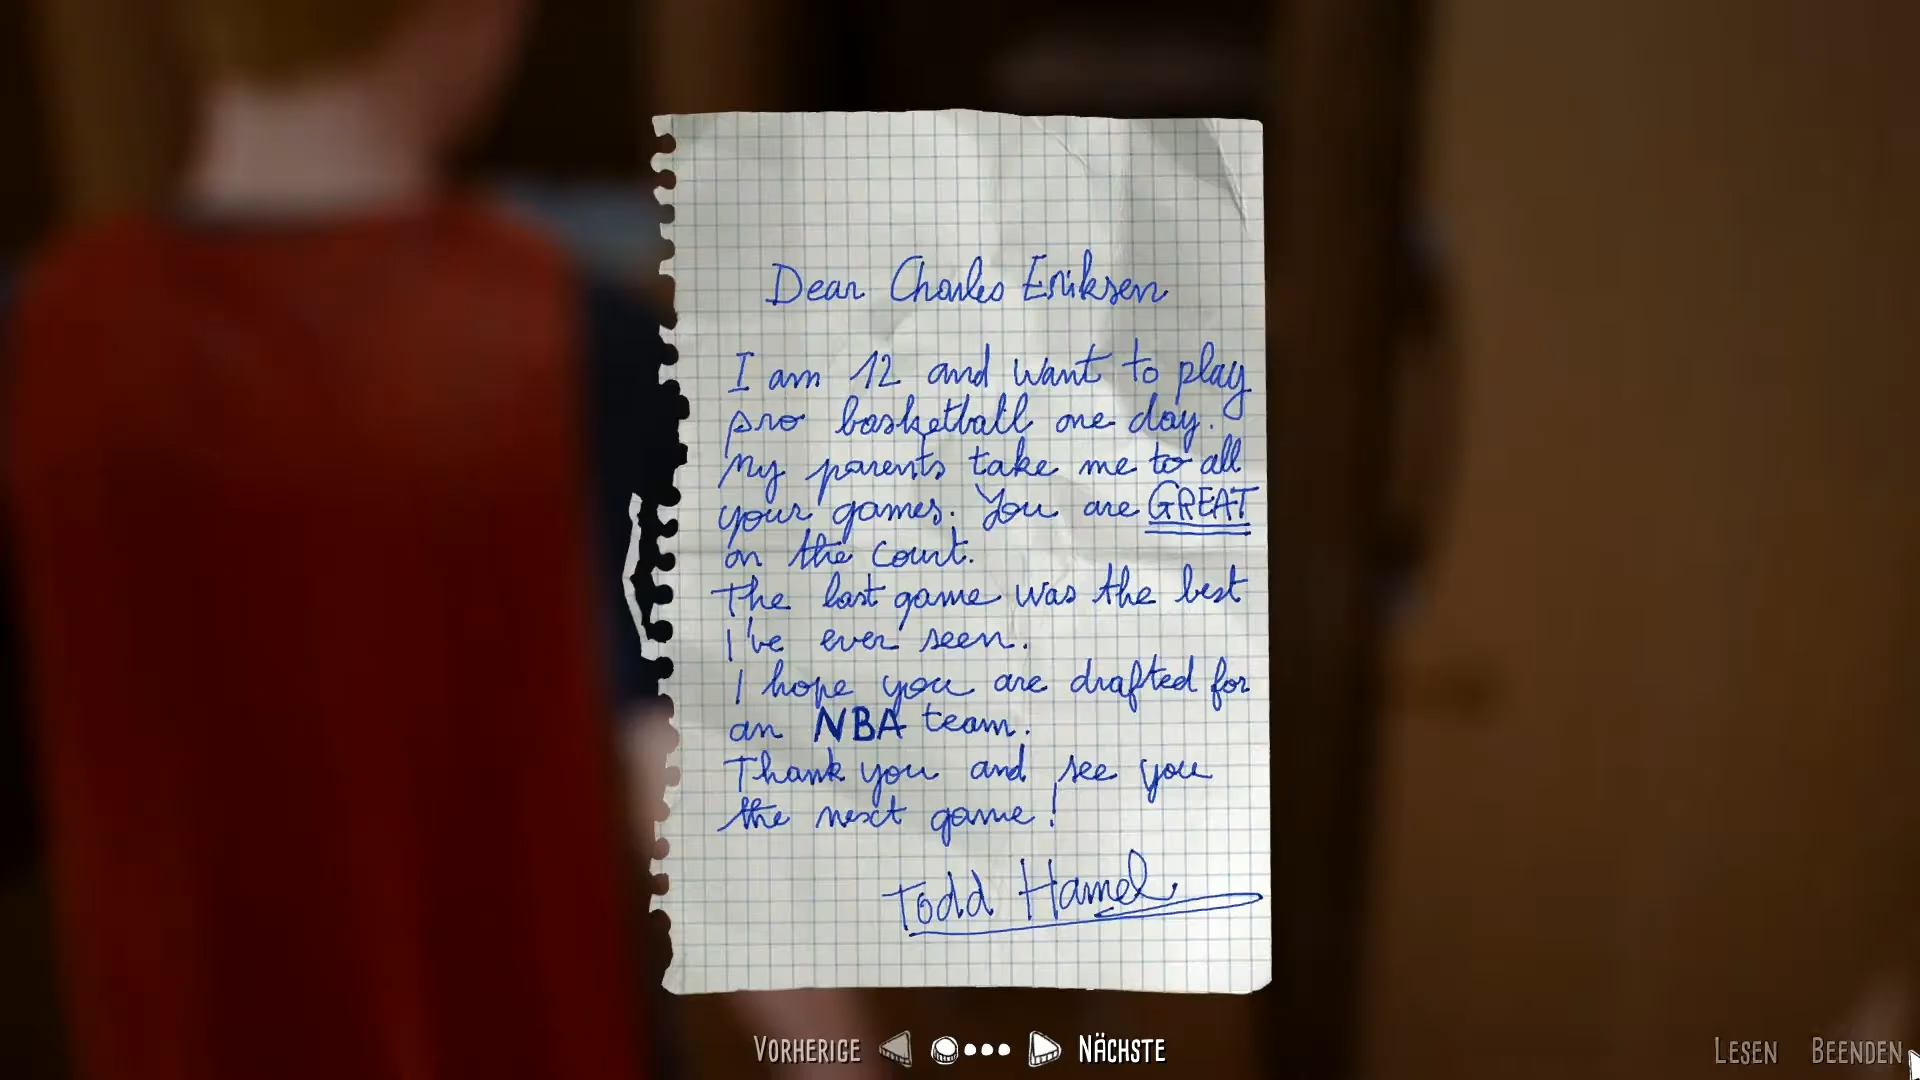 Dear Charles Eriksen
I am 12 and want to play
pro basketball one day.
My parents take me to all
your games. You are GREAT
on the court.
The last game was the best
I've ever seen.
I hope you are drafted for
an NBA team.
Thank you and see you
the next game!
Todd Hamel
VORHERIGE NÄCHSTE
LESEN BEENDEN